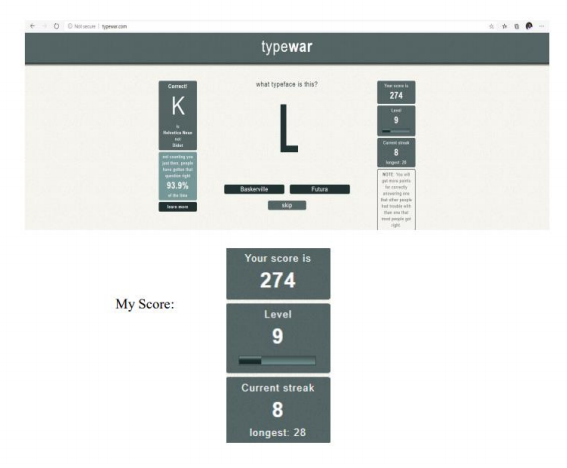 Not secure | typewar.com
typewar
Correct!
K
is
Helvetica Neue
not
Didot
not counting you
just then, people
have gotten that
question right
93.9%
of the time
learn more
what typeface is this?
L
Baskerville
Futura
skip
Your score is
274
Level
9
Current streak
8
longest: 28
NOTE: You will
get more points
for correctly
answering one
that other people
had trouble with
than one that
most people get
right
My Score:
Your score is
274
Level
9
Current streak
8
longest: 28